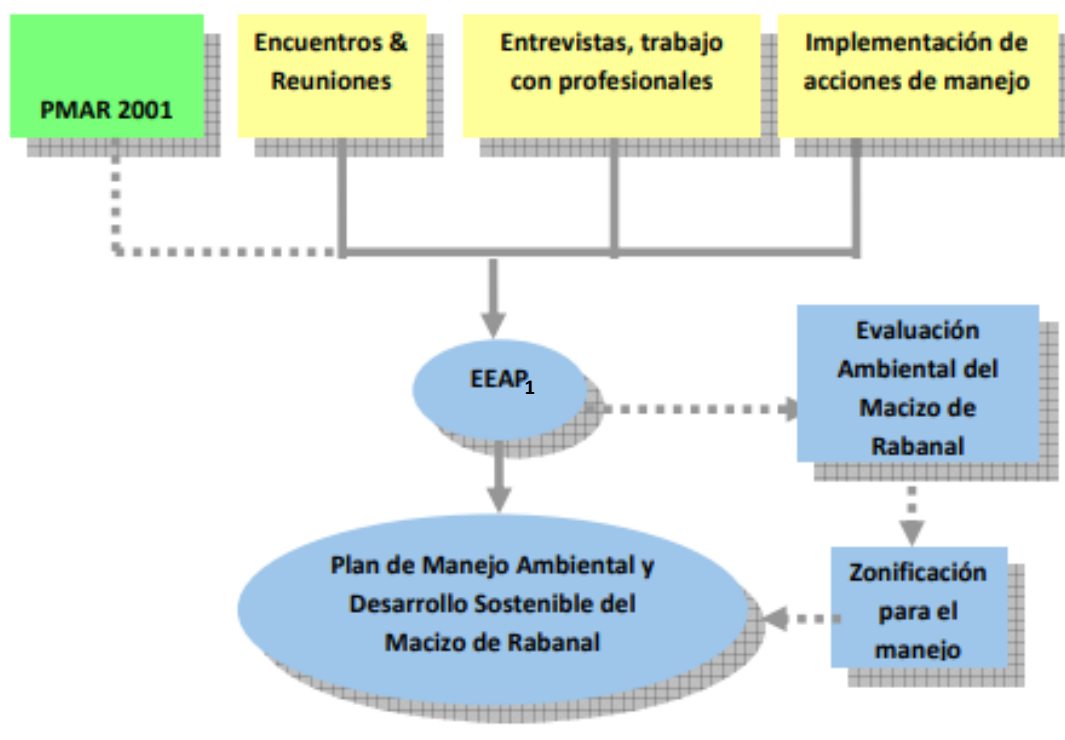 PMAR 2001
Encuentros &
Reuniones
Entrevistas, trabajo
con profesionales
Implementación de
acciones de manejo
EEAP1
Evaluación
Ambiental del
Macizo de
Rabanal
Plan de Manejo Ambiental y
Desarrollo Sostenible del
Macizo de Rabanal
Zonificación
para el
manejo